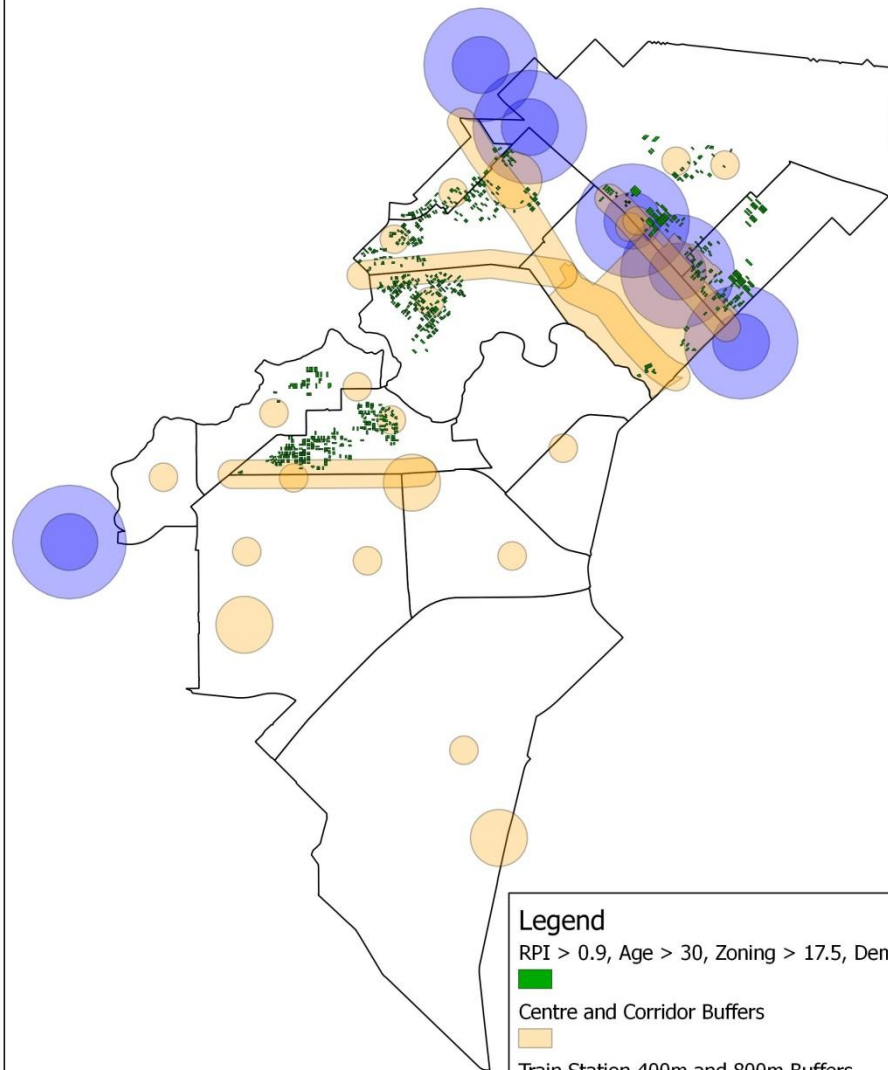 Legend
RPI > 0.9, Age > 30, Zoning > 17.5,
Centre and Corridor Buffers
Train Station 400m and 800m Buffers